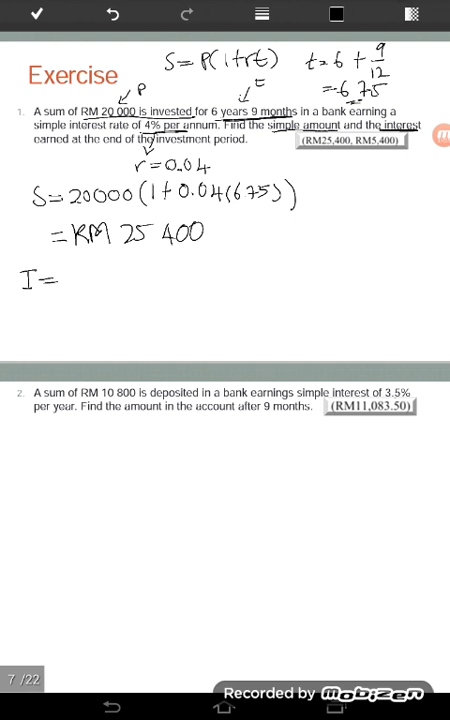 S = P(1+rt)  t = 6 + 9/12
= 6.75
Exercise
P  t
1. A sum of RM 20 000 is invested for 6 years 9 months in a bank earning a
simple interest rate of 4% per annum. Find the simple amount and the interest
earned at the end of the investment period. (RM25,400, RM5,400)
r = 0.04
S = 20000 (1 + 0.04(6.75))
= RM 25 400
I =
2. A sum of RM 10 800 is deposited in a bank earnings simple interest of 3.5%
per year. Find the amount in the account after 9 months. (RM11,083.50)
7 /22
Recorded by Mobizen